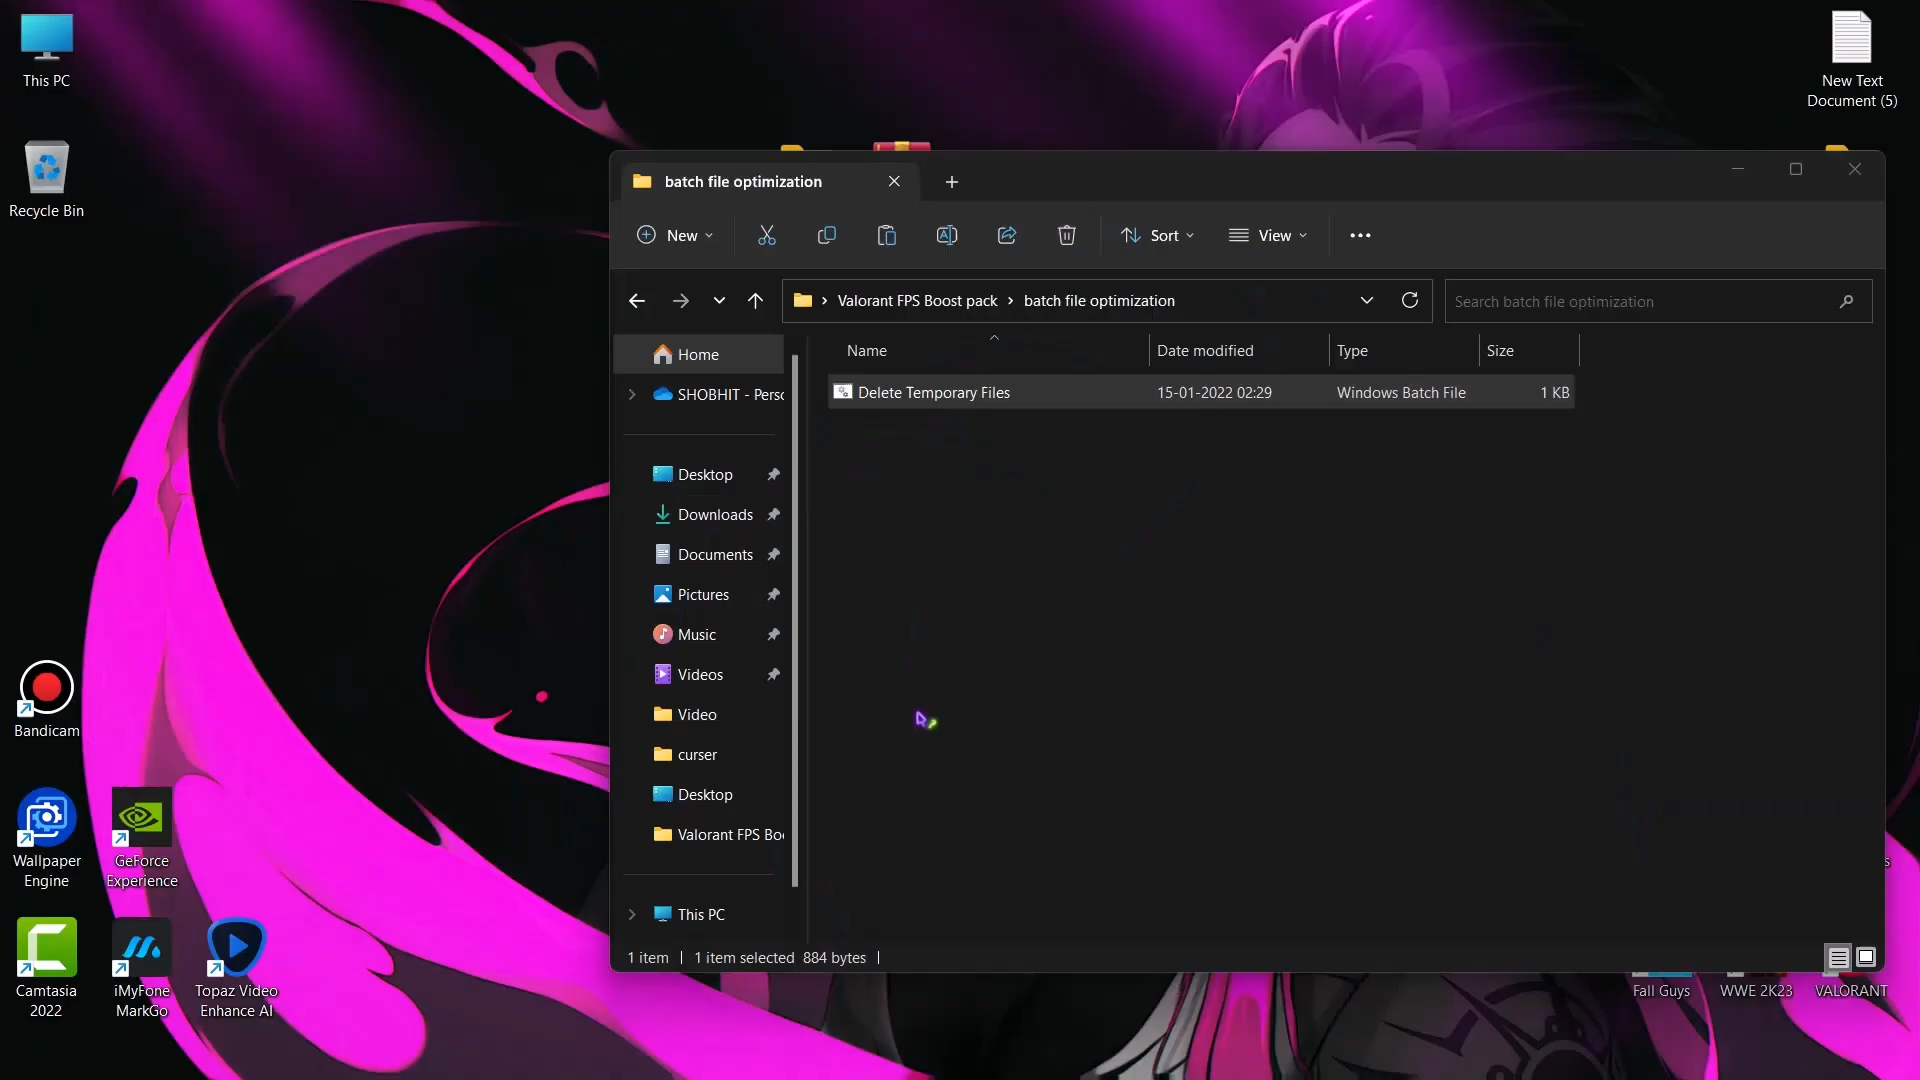 This PC
Recycle Bin
New Text
Document (5)
batch file optimization
New
Sort
View
Valorant FPS Boost pack
batch file optimization
Search batch file optimization
Name
Date modified
Type
Size
Delete Temporary Files
15-01-2022 02:29
Windows Batch File
1 KB
Home
SHOBHIT - Perso
Desktop
Downloads
Documents
Pictures
Music
Videos
Video
curser
Desktop
Valorant FPS Boo
This PC
1 item
1 item selected
884 bytes
Bandicam
Wallpaper
Engine
GeForce
Experience
Camtasia
2022
iMyFone
MarkGo
Topaz Video
Enhance AI
Fall Guys
WWE 2K23
VALORANT